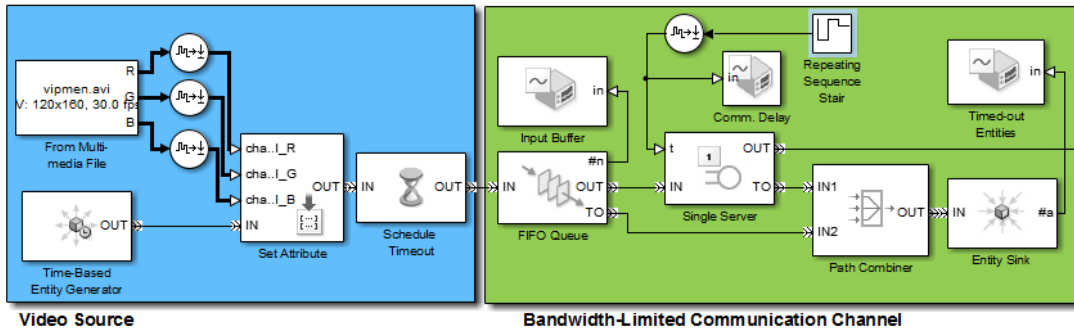 vipmen.avi
V: 120x160, 30.0 fps
R
G
B
From Multi-
media File
cha..l_R
cha..l_G
cha..l_B
IN
OUT
[...]
Set Attribute
OUT
Time-Based
Entity Generator
IN
OUT
Schedule
Timeout
Video Source
in
Input Buffer
in
Comm. Delay
Repeating
Sequence
Stair
in
Timed-out
Entities
#n
IN
OUT
TO
FIFO Queue
t
1
OUT
IN
TO
Single Server
IN1
IN2
OUT
Path Combiner
IN
#a
Entity Sink
Bandwidth-Limited Communication Channel